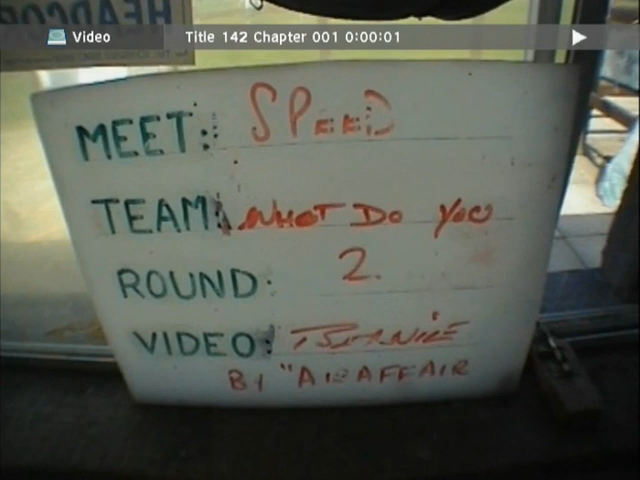 Video Title 142 Chapter 001 0:00:01
MEET: SPEED
TEAM: WHAT DO YOU
ROUND: 2.
VIDEO: BERNIE
BY "AIRAFFAIR